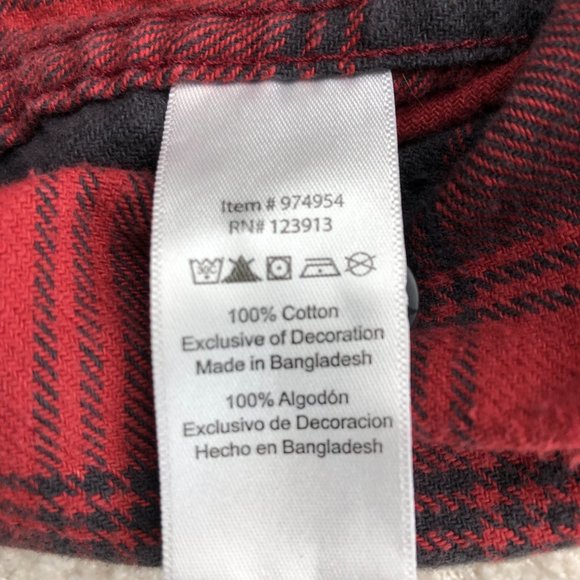 Item # 974954
RN# 123913
100% Cotton
Exclusive of Decoration
Made in Bangladesh
100% Algodón
Exclusivo de Decoracion
Hecho en Bangladesh